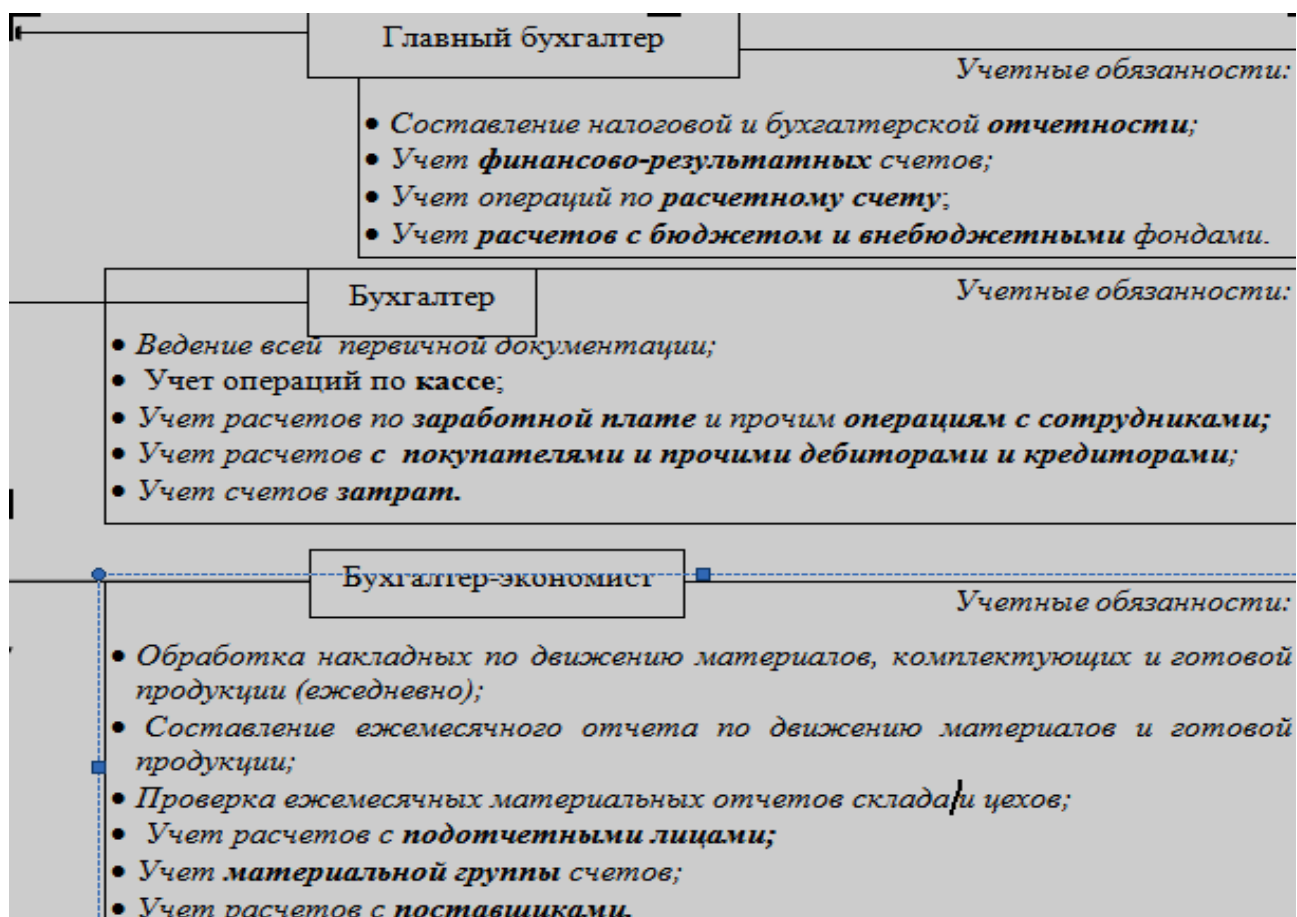 Главный бухгалтер
Учетные обязанности:
• Составление налоговой и бухгалтерской отчетности;
• Учет финансово-результатных счетов;
• Учет операций по расчетному счету;
• Учет расчетов с бюджетом и внебюджетными фондами.
Бухгалтер
Учетные обязанности:
• Ведение всей первичной документации;
• Учет операций по кассе;
• Учет расчетов по заработной плате и прочим операциям с сотрудниками;
• Учет расчетов с покупателями и прочими дебиторами и кредиторами;
• Учет счетов затрат.
Бухгалтер-экономист
Учетные обязанности:
• Обработка накладных по движению материалов, комплектующих и готовой
продукции (ежедневно);
• Составление ежемесячного отчета по движению материалов и готовой
продукции;
• Проверка ежемесячных материальных отчетов склада и цехов;
• Учет расчетов с подотчетными лицами;
• Учет материальной группы счетов;
• Учет расчетов с поставщиками.